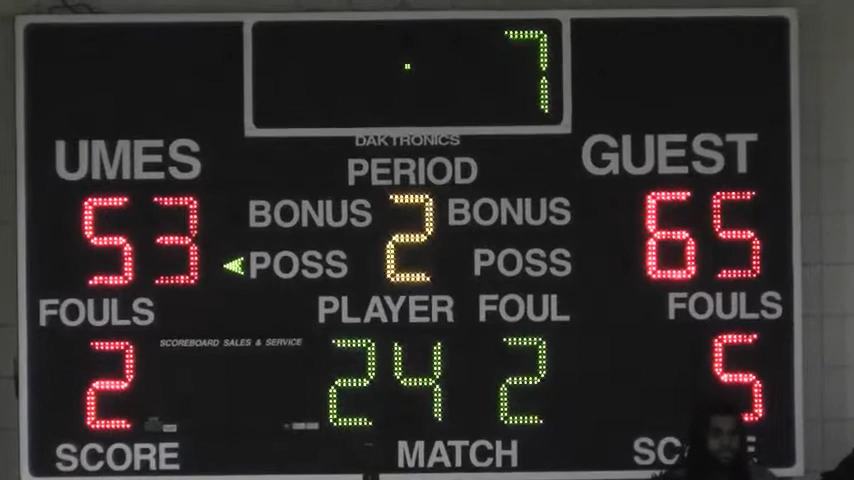 . 7
DAKTRONICS
UMES PERIOD GUEST
53 BONUS 2 BONUS 65
POSS POSS
FOULS PLAYER FOUL FOULS
SCOREBOARD SALES & SERVICE
2 24 2 5
SCORE MATCH